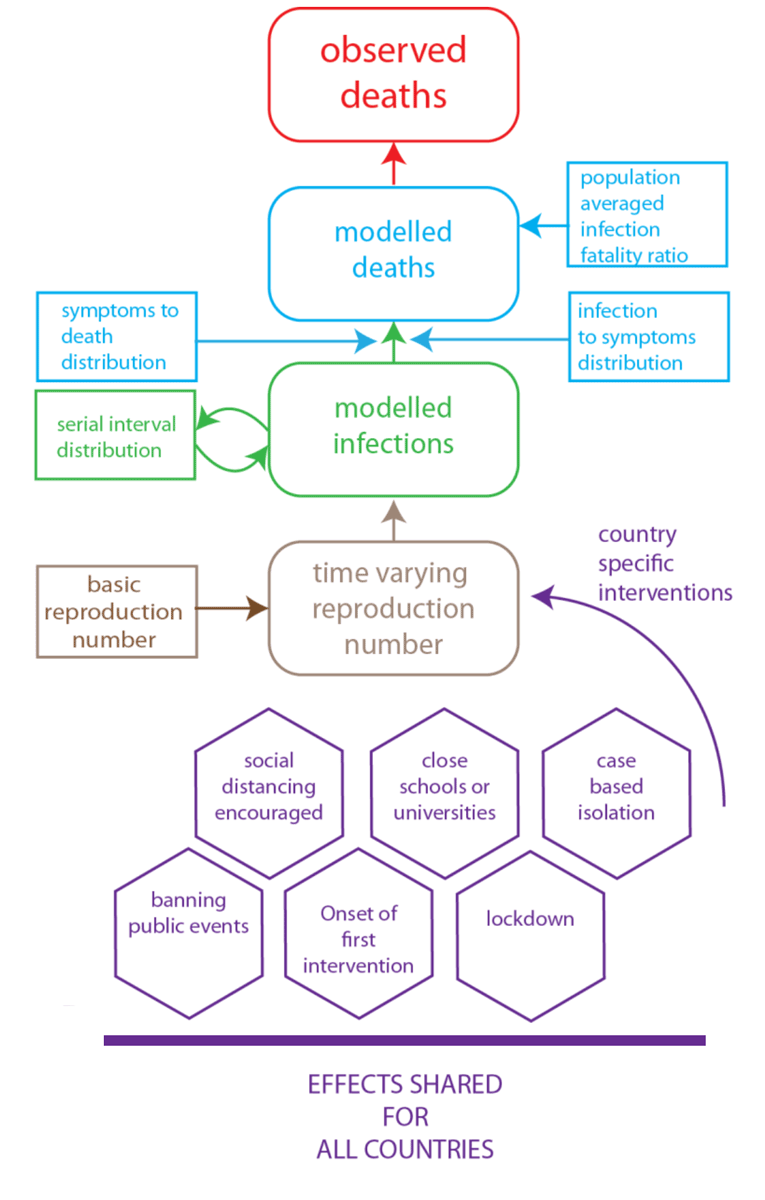 observed
deaths
modelled
deaths
population
averaged
infection
fatality ratio
symptoms to
death
distribution
infection
to symptoms
distribution
modelled
infections
serial interval
distribution
country
specific
interventions
time varying
reproduction
number
basic
reproduction
number
social
distancing
encouraged
close
schools or
universities
case
based
isolation
banning
public events
Onset of
first
intervention
lockdown
EFFECTS SHARED
FOR
ALL COUNTRIES